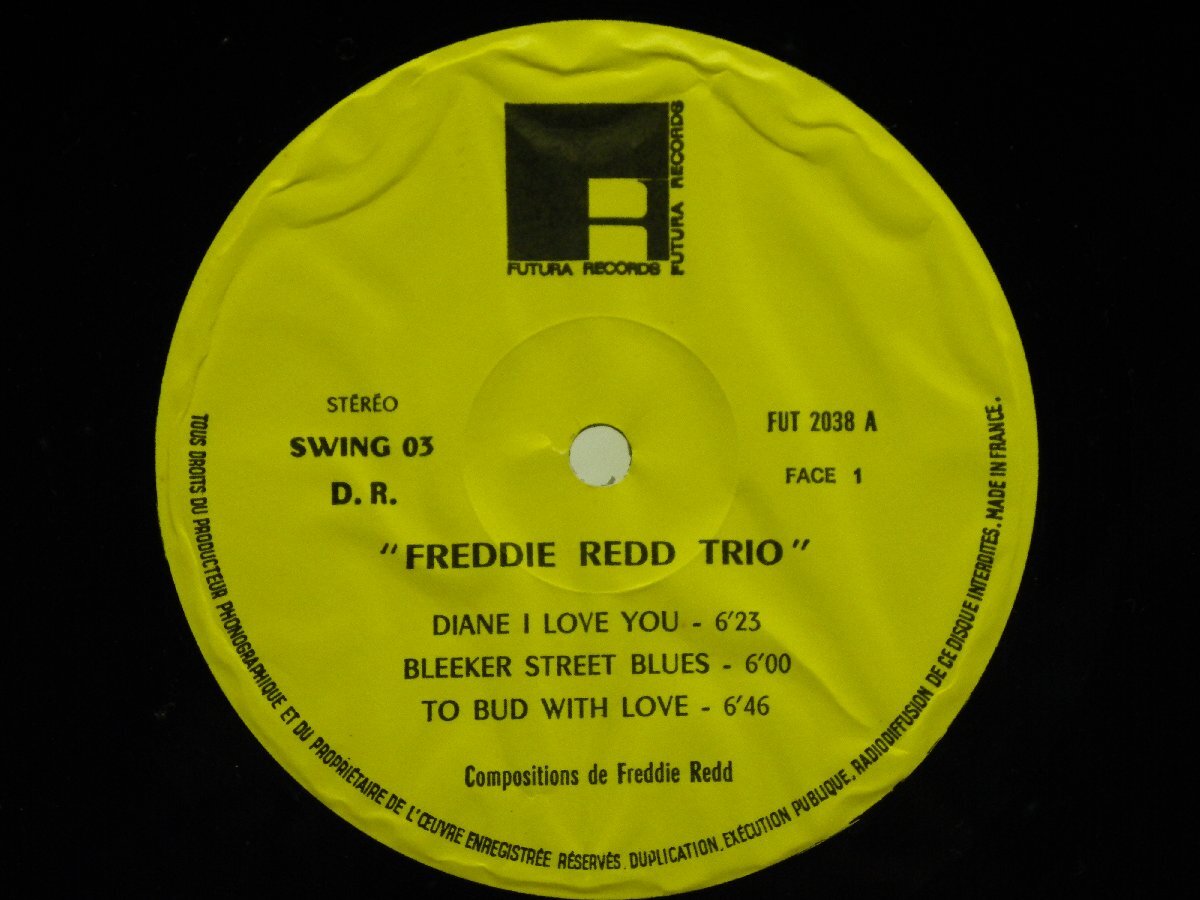 FUTURA RECORDS
FUTURA RECORDS
STÉRÉO
SWING 03
D. R.
FUT 2038 A
FACE 1
"FREDDIE REDD TRIO"
DIANE I LOVE YOU - 6'23
BLEEKER STREET BLUES - 6'00
TO BUD WITH LOVE - 6'46
Compositions de Freddie Redd
TOUS DROITS DU PRODUCTEUR PHONOGRAPHIQUE ET DU PROPRIÉTAIRE DE L'ŒUVRE ENREGISTRÉE RÉSERVÉS. DUPLICATION, EXÉCUTION PUBLIQUE, RADIODIFFUSION DE CE DISQUE INTERDITES. MADE IN FRANCE.